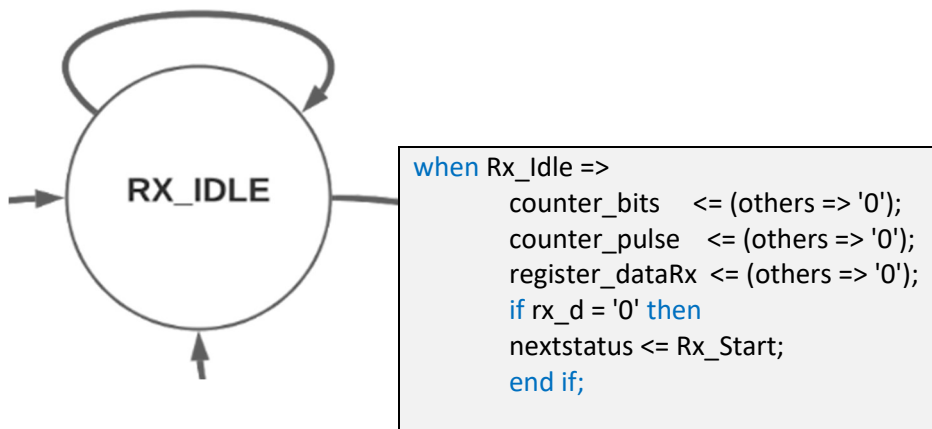 RX_IDLE
when Rx_Idle =>
counter_bits <= (others => '0');
counter_pulse <= (others => '0');
register_dataRx <= (others => '0');
if rx_d = '0' then
nextstatus <= Rx_Start;
end if;